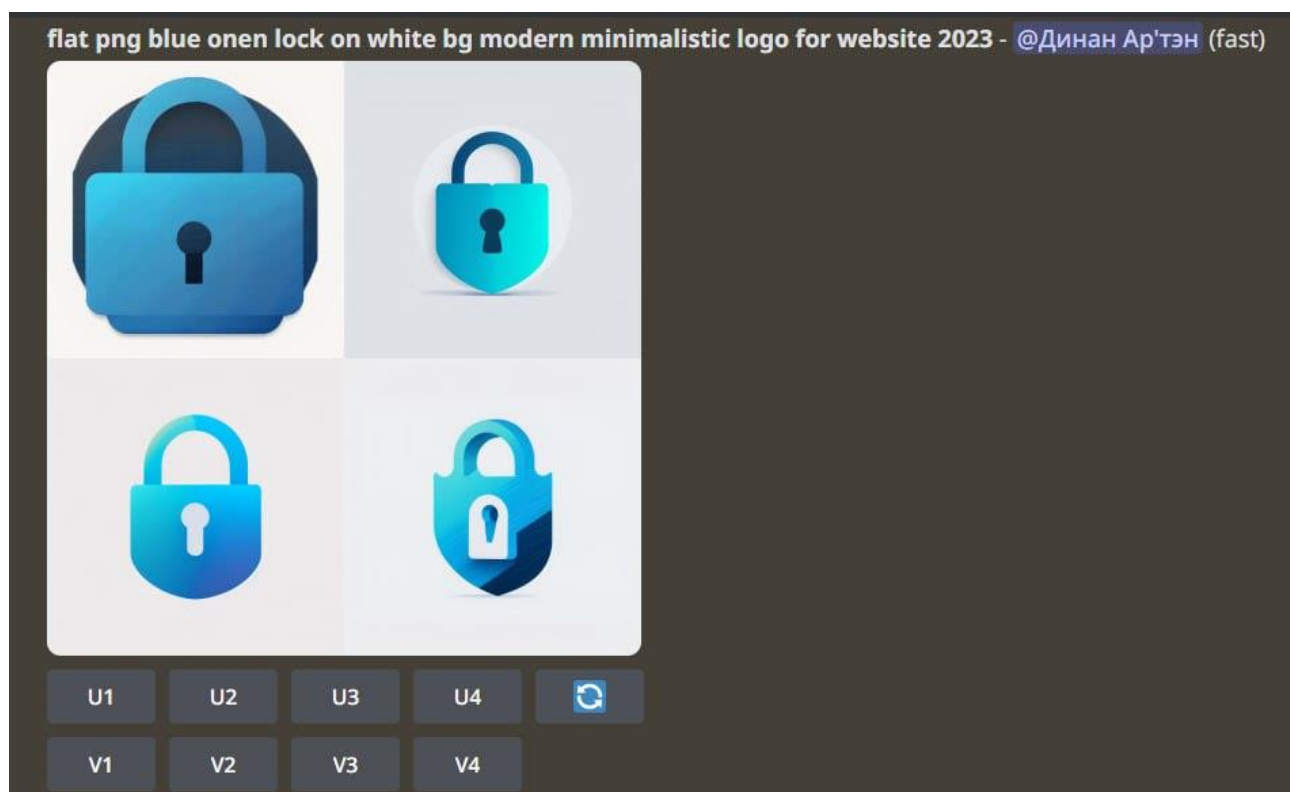 flat png blue onen lock on white bg modern minimalistic logo for website 2023 - @Динан Ар'тэн (fast)
U1 U2 U3 U4
V1 V2 V3 V4